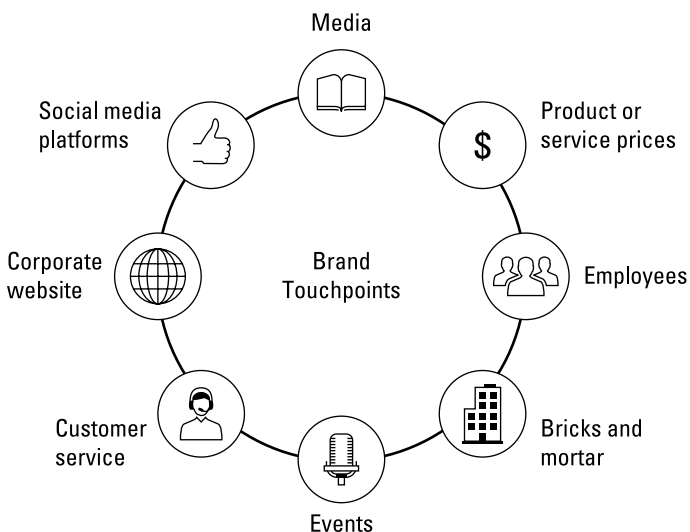 Media
Social media
platforms
Product or
service prices
$
Corporate
website
Brand
Touchpoints
Employees
Customer
service
Bricks and
mortar
Events